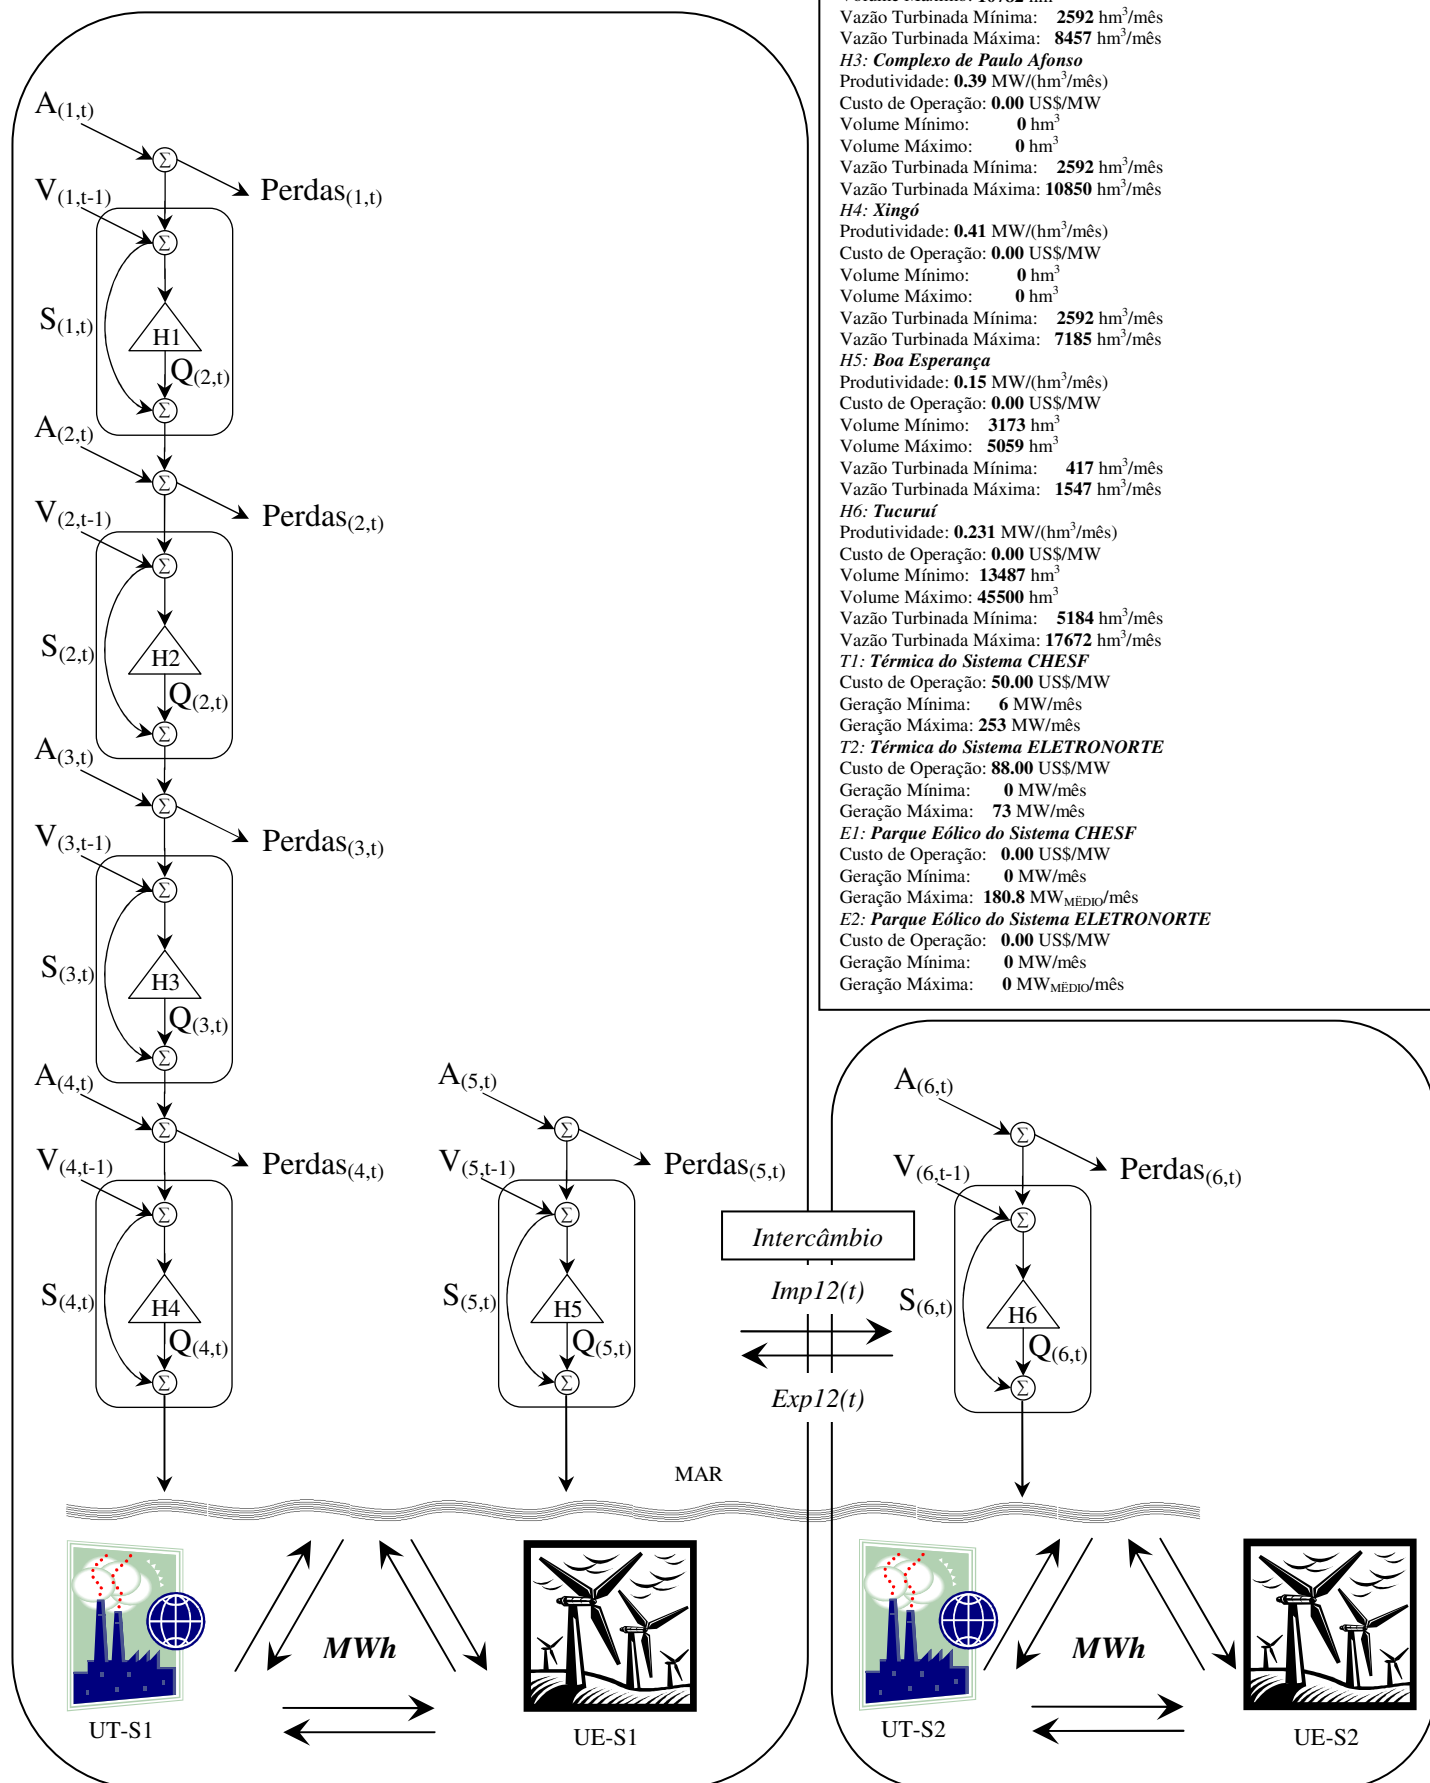 Vazão Turbinada Mínima: 2592 hm³/mês
Vazão Turbinada Máxima: 8457 hm³/mês
H3: Complexo de Paulo Afonso
Produtividade: 0.39 MW/(hm³/mês)
Custo de Operação: 0.00 US$/MW
Volume Mínimo: 0 hm³
Volume Máximo: 0 hm³
Vazão Turbinada Mínima: 2592 hm³/mês
Vazão Turbinada Máxima: 10850 hm³/mês
H4: Xingó
Produtividade: 0.41 MW/(hm³/mês)
Custo de Operação: 0.00 US$/MW
Volume Mínimo: 0 hm³
Volume Máximo: 0 hm³
Vazão Turbinada Mínima: 2592 hm³/mês
Vazão Turbinada Máxima: 7185 hm³/mês
H5: Boa Esperança
Produtividade: 0.15 MW/(hm³/mês)
Custo de Operação: 0.00 US$/MW
Volume Mínimo: 3173 hm³
Volume Máximo: 5059 hm³
Vazão Turbinada Mínima: 417 hm³/mês
Vazão Turbinada Máxima: 1547 hm³/mês
H6: Tucuruí
Produtividade: 0.231 MW/(hm³/mês)
Custo de Operação: 0.00 US$/MW
Volume Mínimo: 13487 hm³
Volume Máximo: 45500 hm³
Vazão Turbinada Mínima: 5184 hm³/mês
Vazão Turbinada Máxima: 17672 hm³/mês
T1: Térmica do Sistema CHESF
Custo de Operação: 50.00 US$/MW
Geração Mínima: 6 MW/mês
Geração Máxima: 253 MW/mês
T2: Térmica do Sistema ELETRONORTE
Custo de Operação: 88.00 US$/MW
Geração Mínima: 0 MW/mês
Geração Máxima: 73 MW/mês
E1: Parque Eólico do Sistema CHESF
Custo de Operação: 0.00 US$/MW
Geração Mínima: 0 MW/mês
Geração Máxima: 180.8 MWMËDIO/mês
E2: Parque Eólico do Sistema ELETRONORTE
Custo de Operação: 0.00 US$/MW
Geração Mínima: 0 MW/mês
Geração Máxima: 0 MWMËDIO/mês
A(1,t)
Σ
V(1,t-1)
Perdas(1,t)
Σ
S(1,t)
H1
Q(2,t)
Σ
A(2,t)
Σ
V(2,t-1)
Perdas(2,t)
Σ
S(2,t)
H2
Q(2,t)
Σ
A(3,t)
Σ
V(3,t-1)
Perdas(3,t)
Σ
S(3,t)
H3
Q(3,t)
Σ
A(4,t)
Σ
V(4,t-1)
Perdas(4,t)
Σ
S(4,t)
H4
Q(4,t)
Σ
A(5,t)
Σ
V(5,t-1)
Perdas(5,t)
Σ
S(5,t)
H5
Q(5,t)
Σ
Intercâmbio
Imp12(t)
Exp12(t)
A(6,t)
Σ
V(6,t-1)
Perdas(6,t)
Σ
S(6,t)
H6
Q(6,t)
Σ
MAR
MWh
UT-S1
UE-S1
MWh
UT-S2
UE-S2